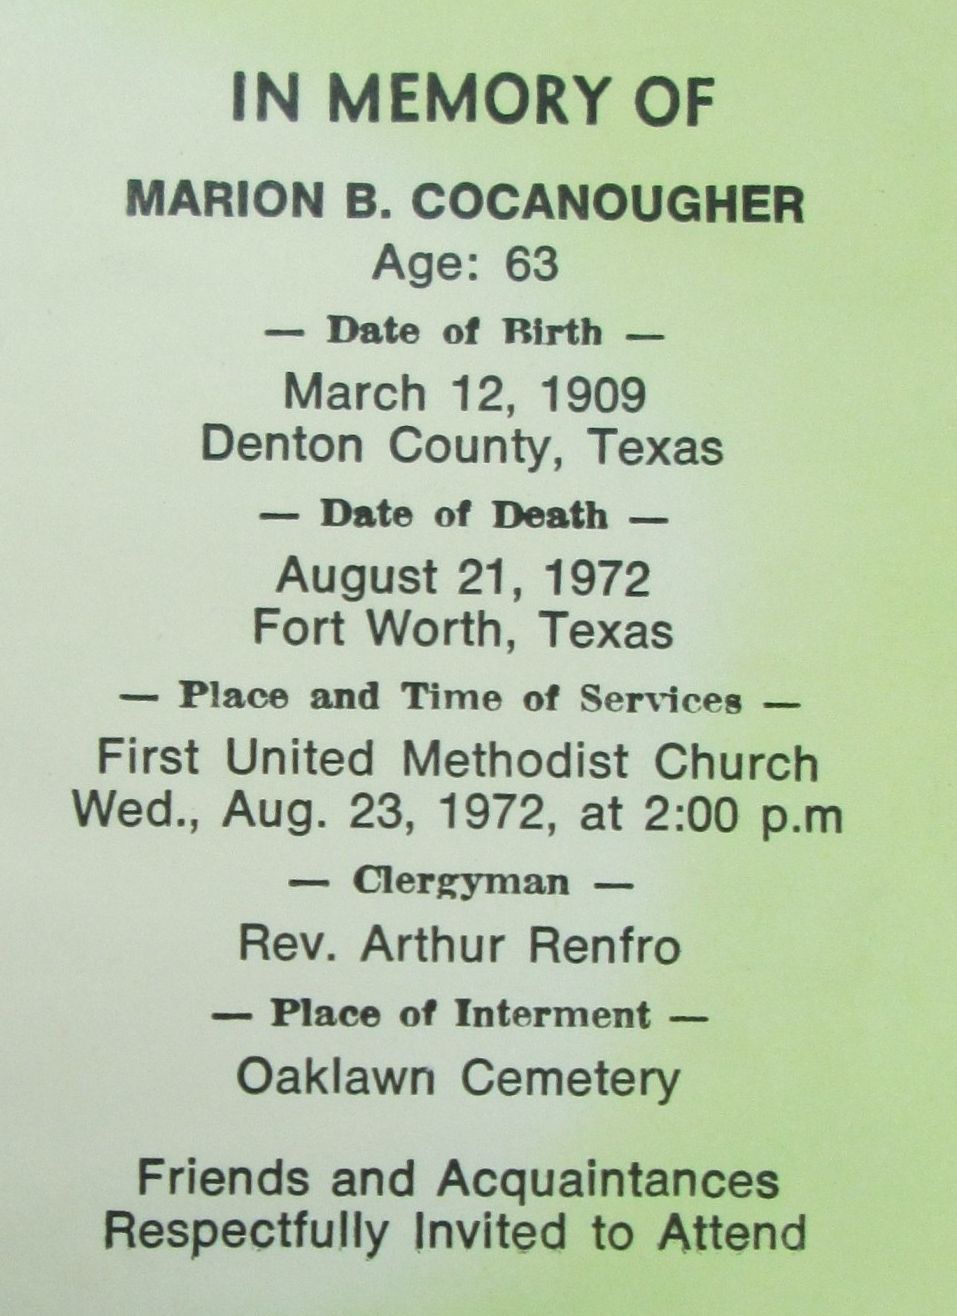 IN MEMORY OF
MARION B. COCANOUGHER
Age: 63
— Date of Birth —
March 12, 1909
Denton County, Texas
— Date of Death —
August 21, 1972
Fort Worth, Texas
— Place and Time of Services —
First United Methodist Church
Wed., Aug. 23, 1972, at 2:00 p.m
— Clergyman —
Rev. Arthur Renfro
— Place of Interment —
Oaklawn Cemetery
Friends and Acquaintances
Respectfully Invited to Attend